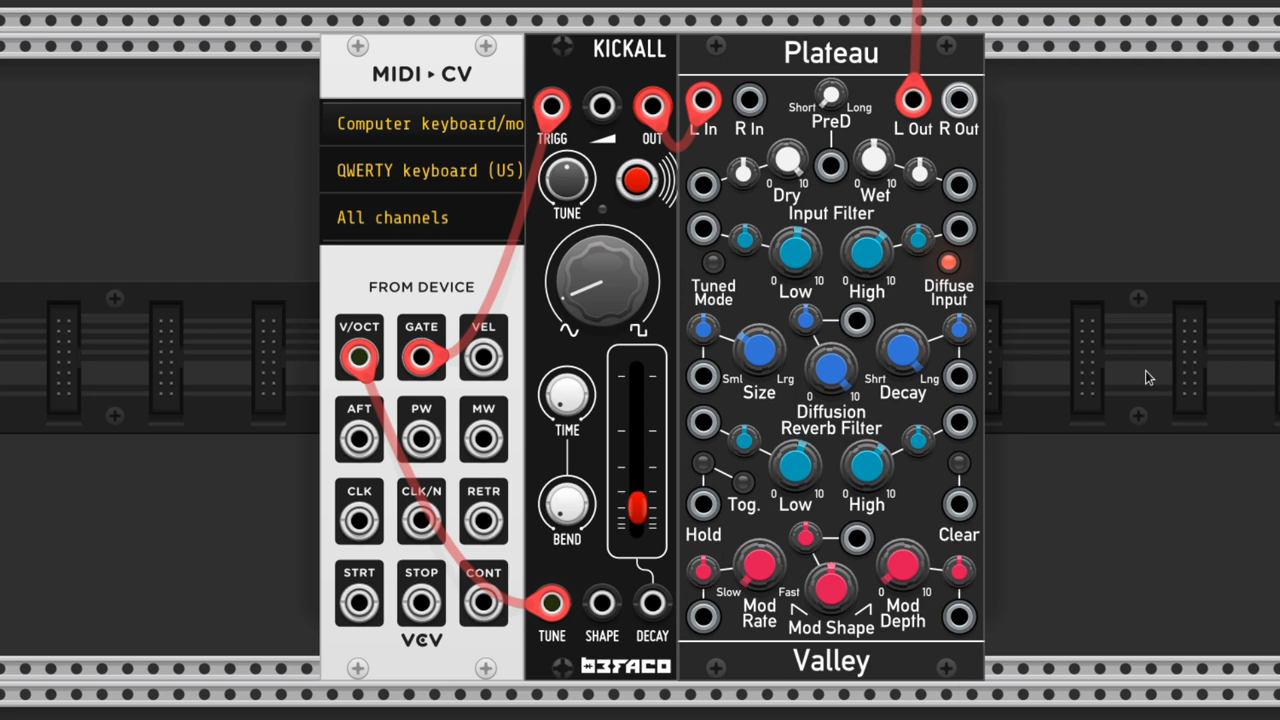 MIDI ▸ CV
Computer keyboard/mo
QWERTY keyboard (US)
All channels
FROM DEVICE
V/OCT GATE VEL
AFT PW MW
CLK CLK/N RETR
STRT STOP CONT
VCV
KICKALL
TRIGG OUT
TUNE
TIME
BEND
TUNE SHAPE DECAY
B3FACO
Plateau
L In R In Short Long L Out R Out
PreD
0 10 0 10
Dry Wet
Input Filter
0 10 0 10
Low High
Tuned Mode
Diffuse Input
Sml Lrg Shrt Lng
Size Decay
0 10
Diffusion
Reverb Filter
0 10 0 10
Tog. Low High
Hold Clear
Slow Fast 0 10
Mod Rate
Mod Shape
Mod Depth
Valley